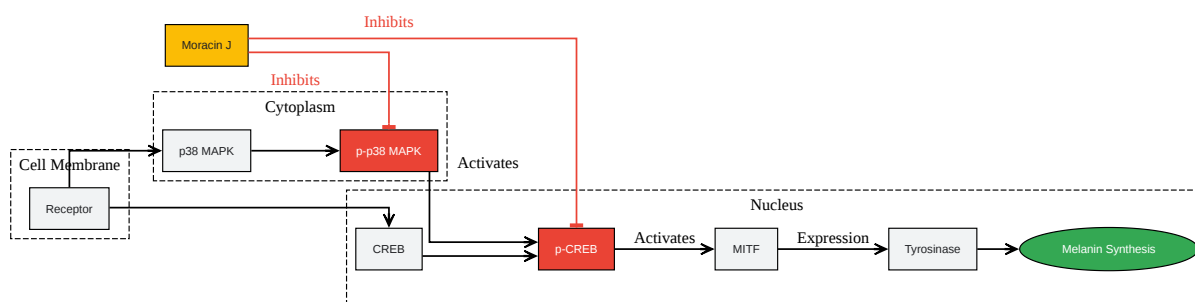 Inhibits
Moracin J
Inhibits
Cytoplasm
p38 MAPK
p-p38 MAPK
Activates
Cell Membrane
Receptor
Nucleus
CREB
p-CREB
Activates
MITF
Expression
Tyrosinase
Melanin Synthesis